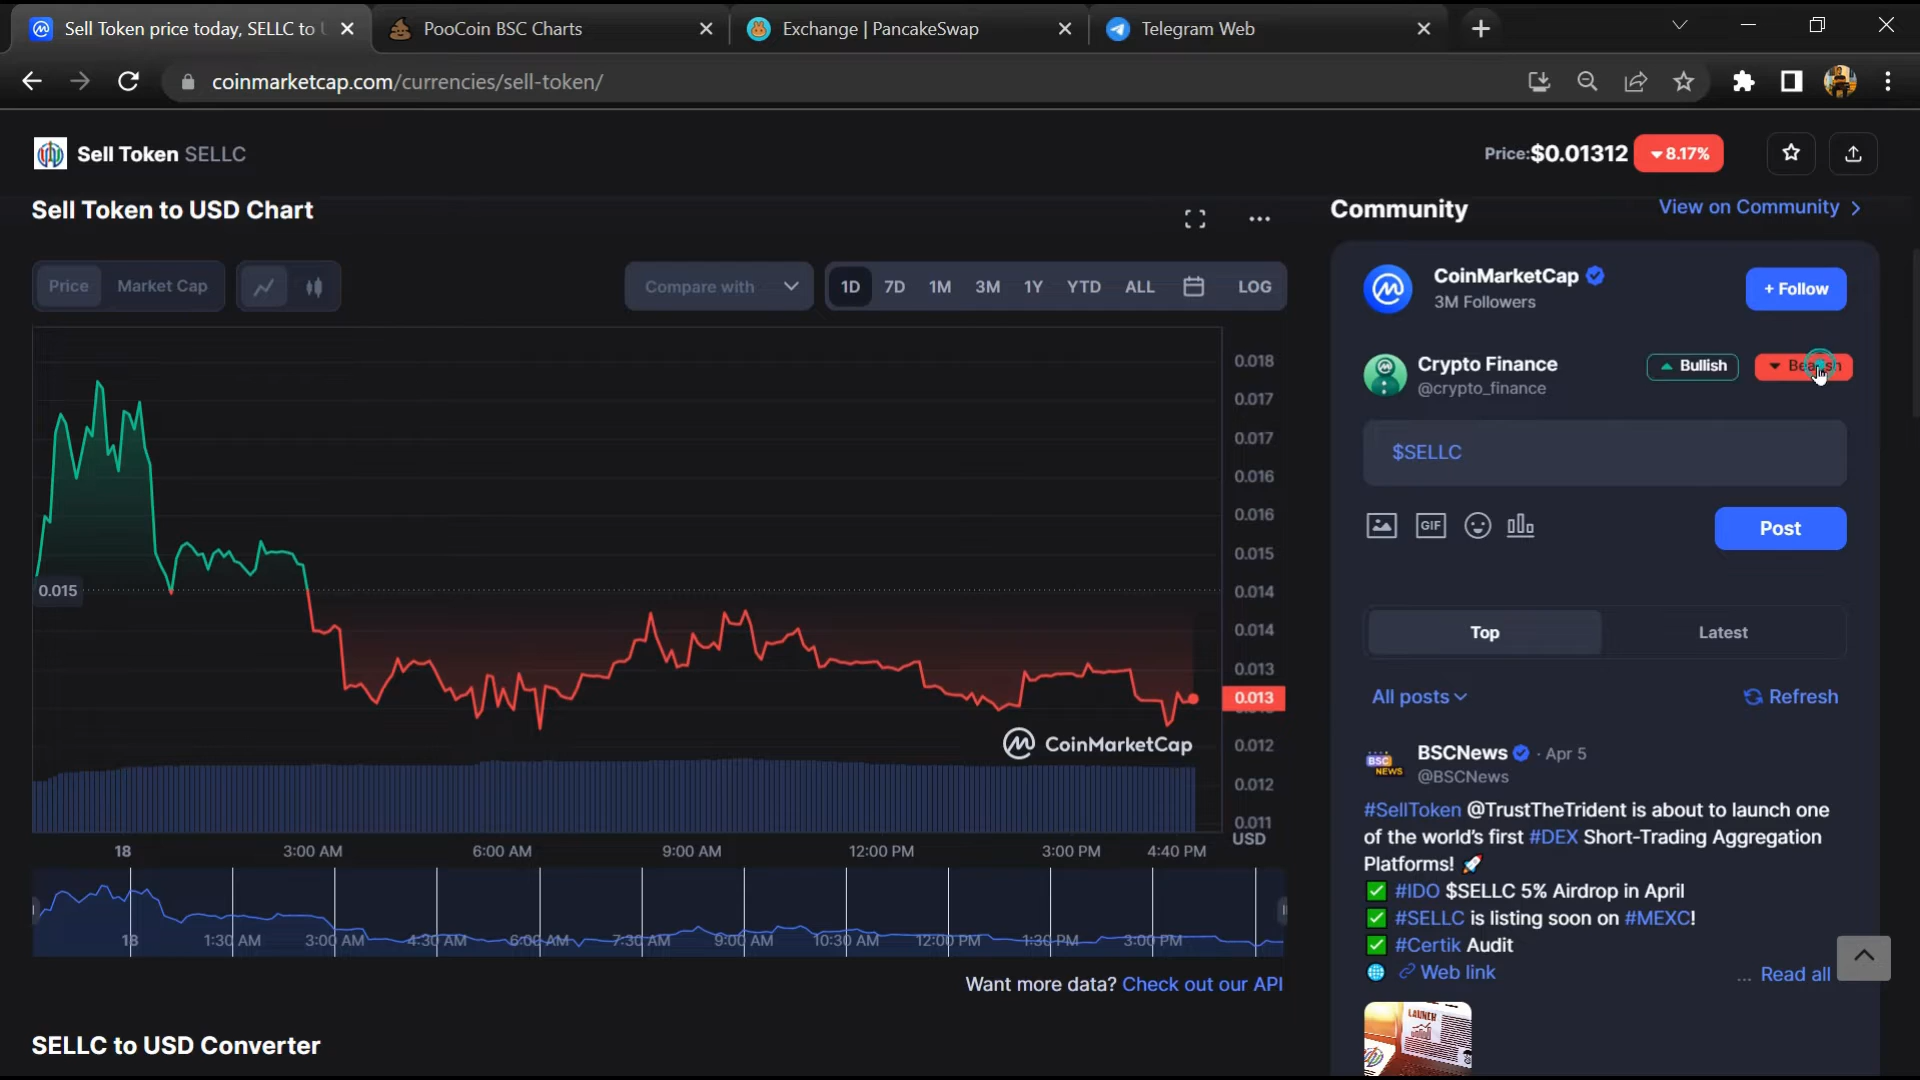 Sell Token price today, SELLC to U
PooCoin BSC Charts
Exchange | PancakeSwap
Telegram Web
coinmarketcap.com/currencies/sell-token/
Sell Token SELLC
Price:$0.01312 8.17%
Sell Token to USD Chart
Community
View on Community
Price Market Cap
Compare with
1D 7D 1M 3M 1Y YTD ALL LOG
CoinMarketCap
3M Followers
+ Follow
Crypto Finance
@crypto_finance
Bullish
Bearish
$SELLC
GIF
Post
Top
Latest
All posts
Refresh
0.018
0.017
0.017
0.016
0.016
0.015
0.014
0.014
0.013
0.013
0.012
0.012
0.011
USD
0.015
CoinMarketCap
18 3:00 AM 6:00 AM 9:00 AM 12:00 PM 3:00 PM 4:40 PM
18 1:30 AM 3:00 AM 4:30 AM 6:00 AM 7:30 AM 9:00 AM 10:30 AM 12:00 PM 1:30 PM 3:00 PM
Want more data? Check out our API
SELLC to USD Converter
BSC
NEWS
BSCNews · Apr 5
@BSCNews
#SellToken @TrustTheTrident is about to launch one
of the world's first #DEX Short-Trading Aggregation
Platforms! 🚀
✅ #IDO $SELLC 5% Airdrop in April
✅ #SELLC is listing soon on #MEXC!
✅ #Certik Audit
🌐 Web link
... Read all
LAUNCH